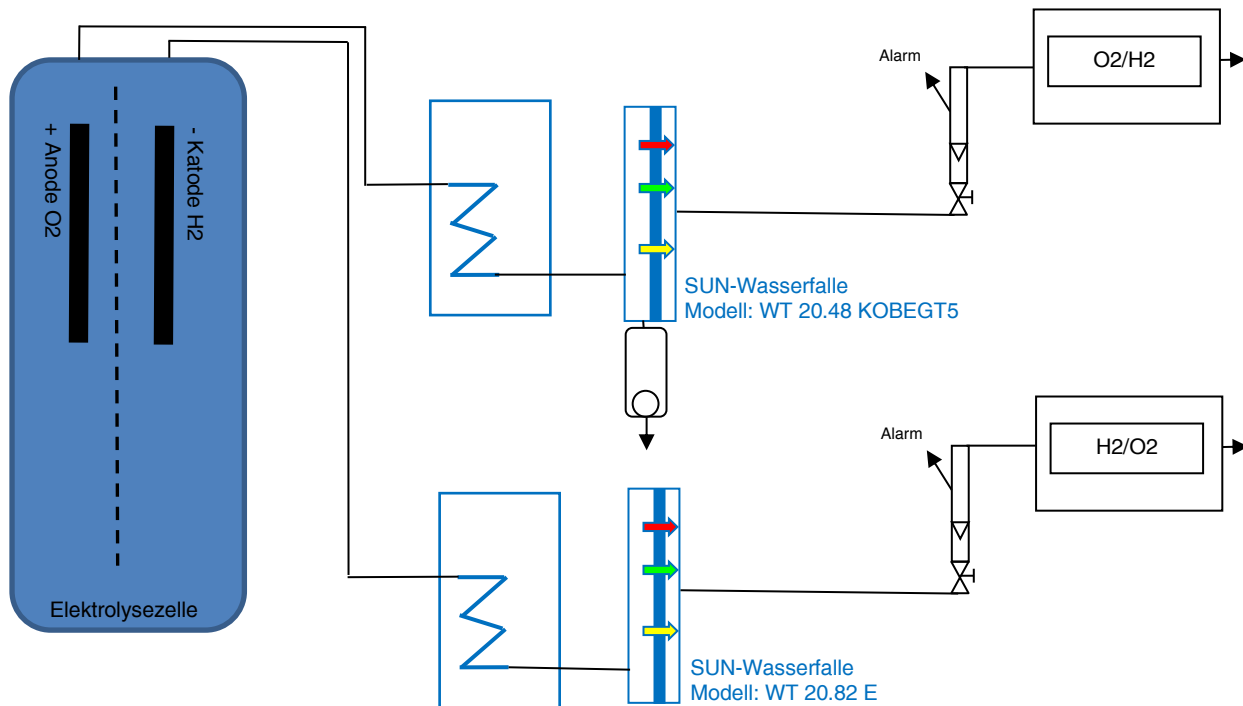 Alarm
O2/H2
+ Anode O2
- Katode H2
SUN-Wasserfalle
Modell: WT 20.48 KOBEGT5
Alarm
H2/O2
Elektrolysezelle
SUN-Wasserfalle
Modell: WT 20.82 E